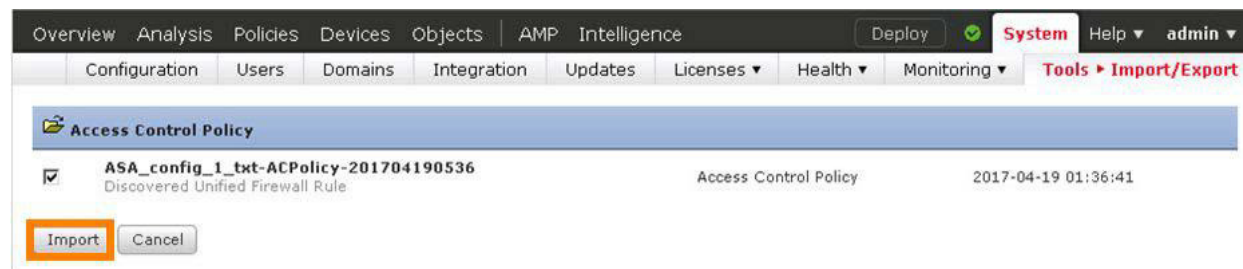 Overview Analysis Policies Devices Objects AMP Intelligence Deploy System Help ▾ admin ▾
Configuration Users Domains Integration Updates Licenses ▾ Health ▾ Monitoring ▾ Tools ▸ Import/Export
Access Control Policy
ASA_config_1_txt-ACPolicy-201704190536
Discovered Unified Firewall Rule
Access Control Policy
2017-04-19 01:36:41
Import Cancel